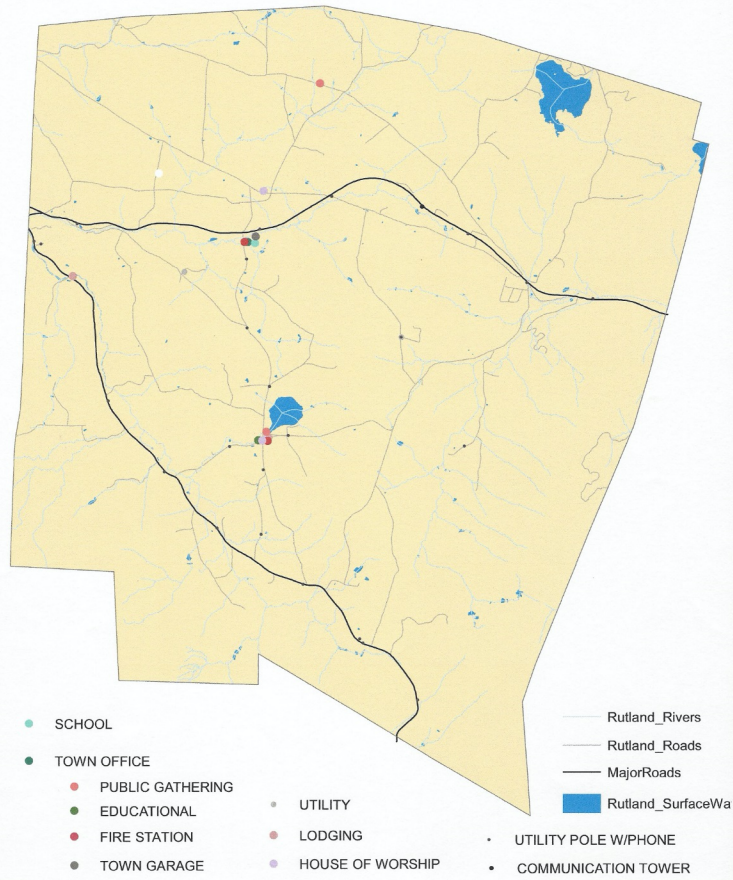 SCHOOL
TOWN OFFICE
PUBLIC GATHERING
EDUCATIONAL
FIRE STATION
TOWN GARAGE
UTILITY
LODGING
HOUSE OF WORSHIP
Rutland_Rivers
Rutland_Roads
MajorRoads
Rutland_SurfaceWa
UTILITY POLE W/PHONE
COMMUNICATION TOWER